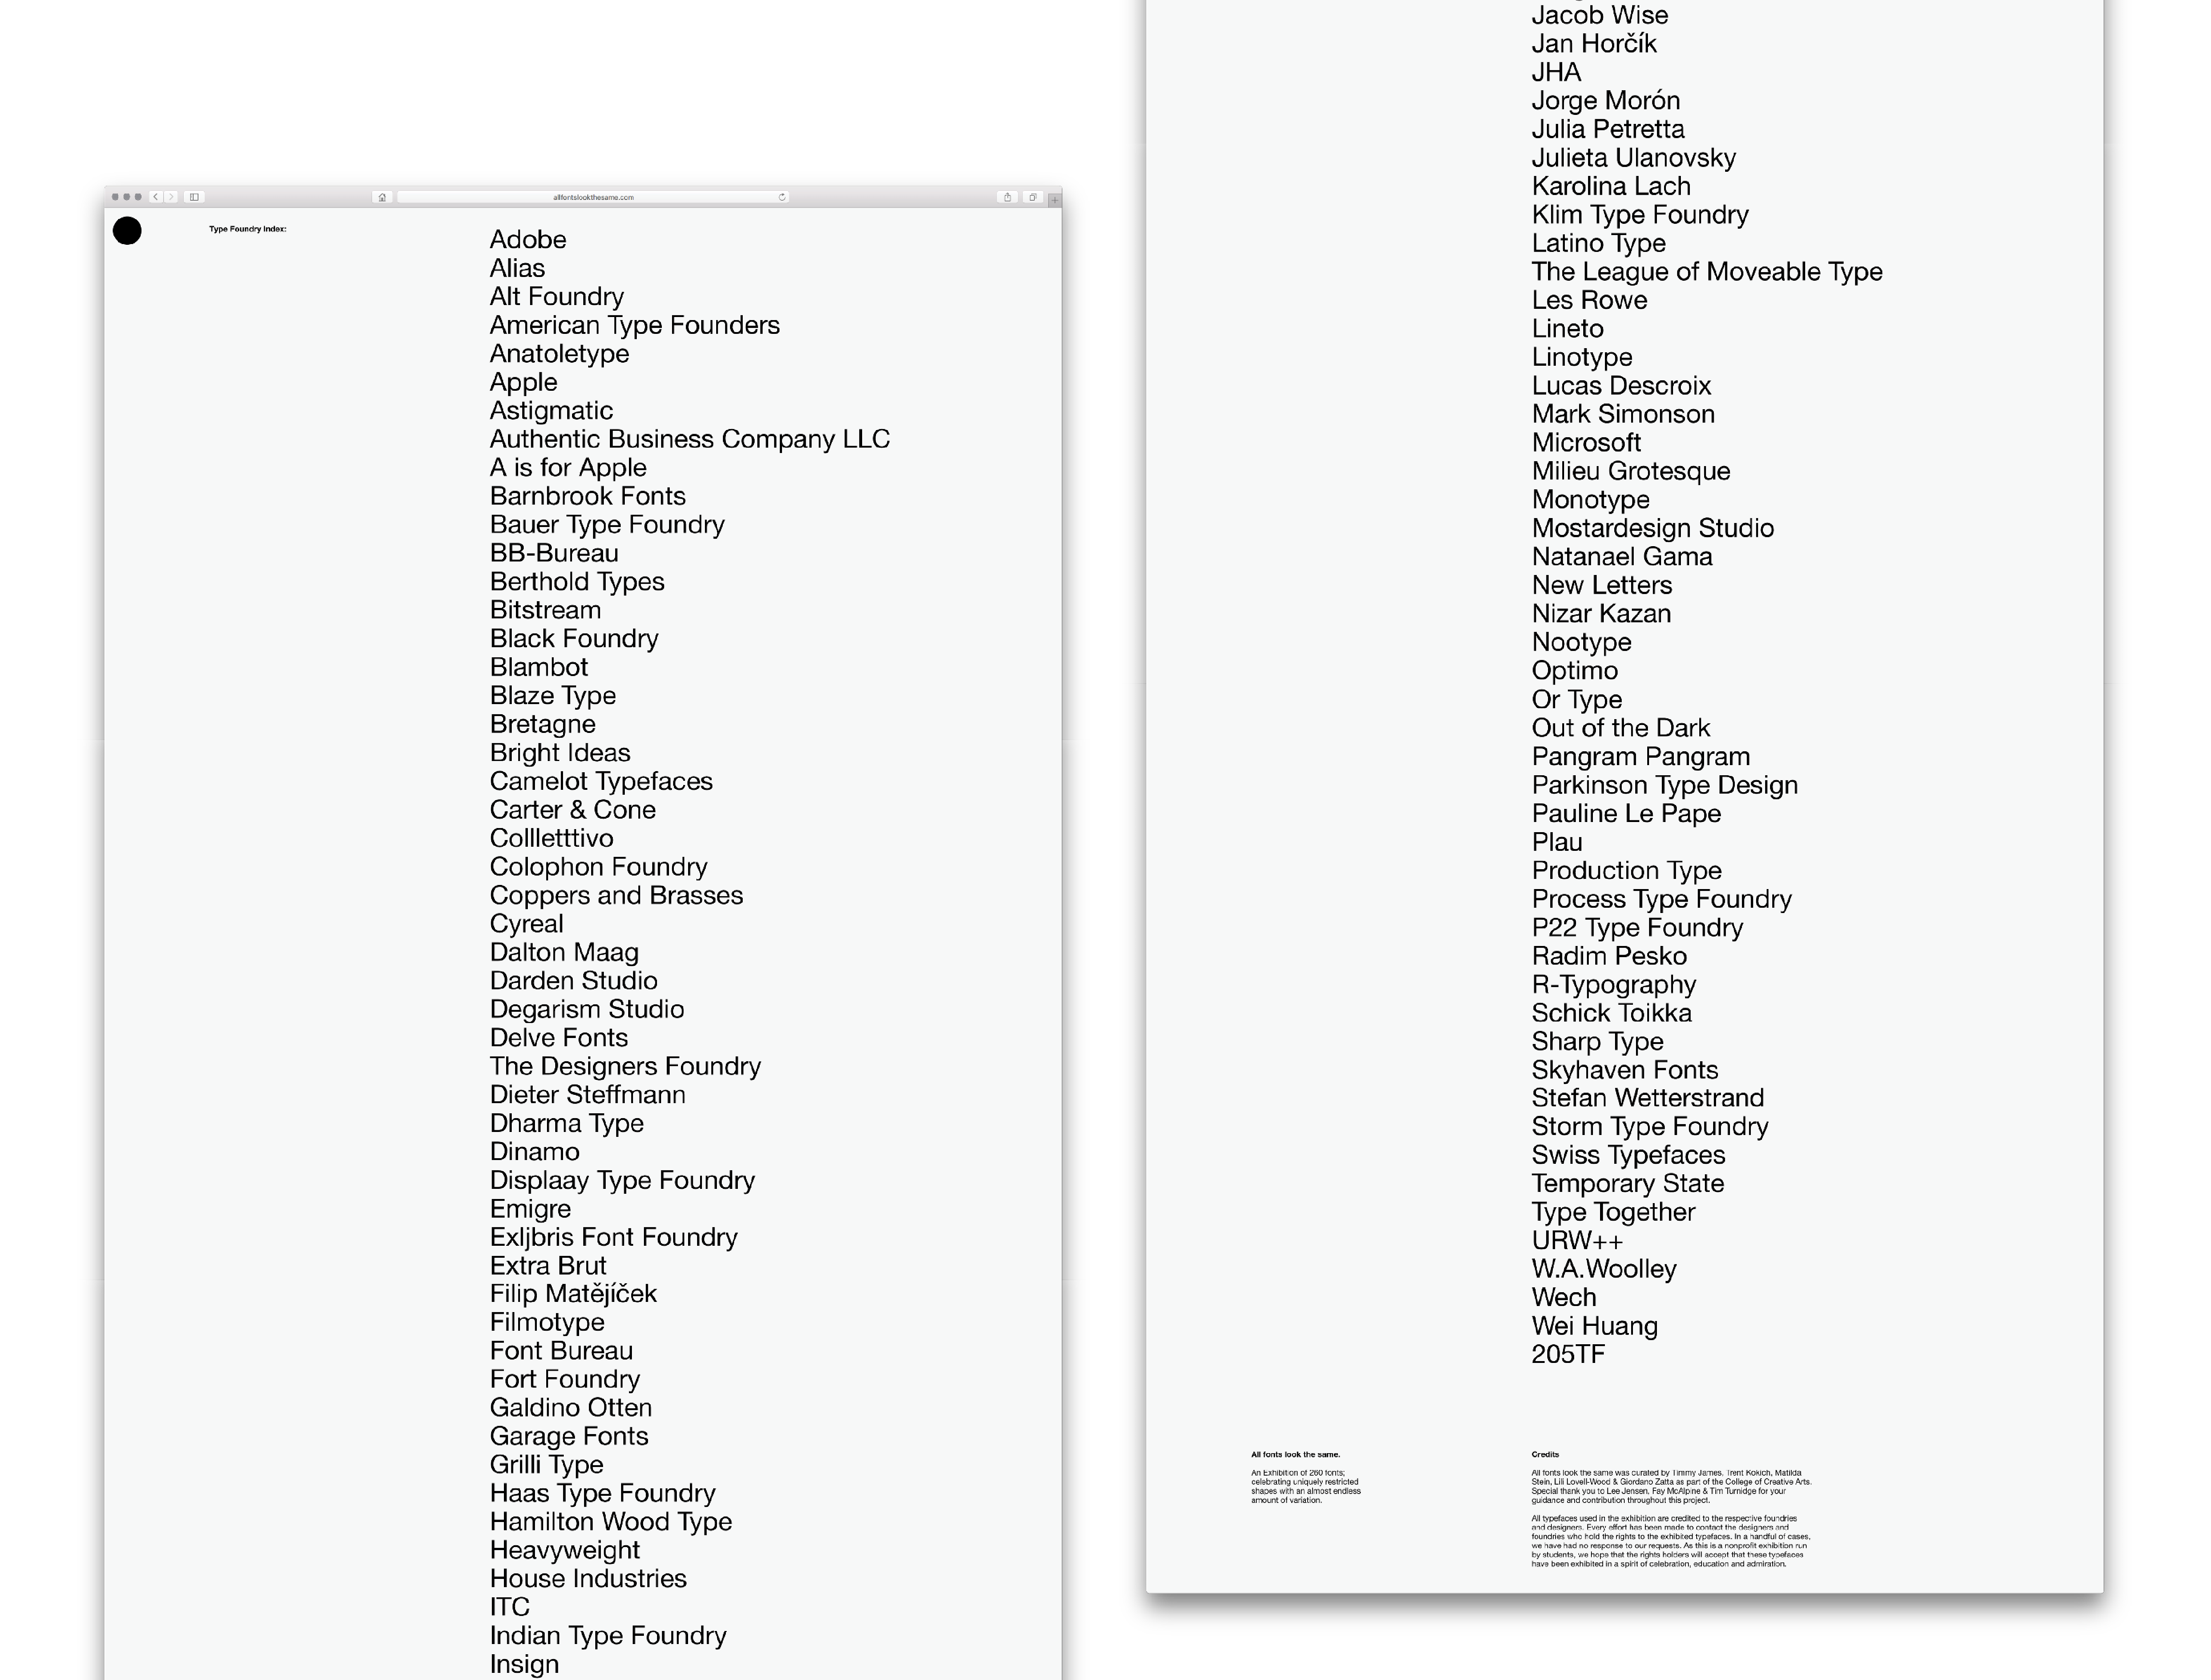 allfontslookthesame.com
Type Foundry Index:
Adobe
Alias
Alt Foundry
American Type Founders
Anatoletype
Apple
Astigmatic
Authentic Business Company LLC
A is for Apple
Barnbrook Fonts
Bauer Type Foundry
BB-Bureau
Berthold Types
Bitstream
Black Foundry
Blambot
Blaze Type
Bretagne
Bright Ideas
Camelot Typefaces
Carter & Cone
Collletttivo
Colophon Foundry
Coppers and Brasses
Cyreal
Dalton Maag
Darden Studio
Degarism Studio
Delve Fonts
The Designers Foundry
Dieter Steffmann
Dharma Type
Dinamo
Displaay Type Foundry
Emigre
Exljbris Font Foundry
Extra Brut
Filip Matějíček
Filmotype
Font Bureau
Fort Foundry
Galdino Otten
Garage Fonts
Grilli Type
Haas Type Foundry
Hamilton Wood Type
Heavyweight
House Industries
ITC
Indian Type Foundry
Insign
Jacob Wise
Jan Horčík
JHA
Jorge Morón
Julia Petretta
Julieta Ulanovsky
Karolina Lach
Klim Type Foundry
Latino Type
The League of Moveable Type
Les Rowe
Lineto
Linotype
Lucas Descroix
Mark Simonson
Microsoft
Milieu Grotesque
Monotype
Mostardesign Studio
Natanael Gama
New Letters
Nizar Kazan
Nootype
Optimo
Or Type
Out of the Dark
Pangram Pangram
Parkinson Type Design
Pauline Le Pape
Plau
Production Type
Process Type Foundry
P22 Type Foundry
Radim Pesko
R-Typography
Schick Toikka
Sharp Type
Skyhaven Fonts
Stefan Wetterstrand
Storm Type Foundry
Swiss Typefaces
Temporary State
Type Together
URW++
W.A.Woolley
Wech
Wei Huang
205TF
All fonts look the same.
An Exhibition of 260 fonts;
celebrating uniquely restricted
shapes with an almost endless
amount of variation.
Credits
All fonts look the same was curated by Timmy James, Trent Rokich, Matilda
Stein, Lili Lovell-Wood & Giordano Zatta as part of the College of Creative Arts.
Special thank you to Lee Jensen, Fay McAlpine & Tim Turnidge for your
guidance and contribution throughout this project.
All typefaces used in the exhibition are credited to the respective foundries
and designers. Every effort has been made to contact the designers and
foundries who hold the rights to the exhibited typefaces. In a handful of cases,
we have had no response to our requests. As this is a nonprofit exhibition run
by students, we hope that the rights holders will accept that these typefaces
have been exhibited in a spirit of celebration, education and admiration.